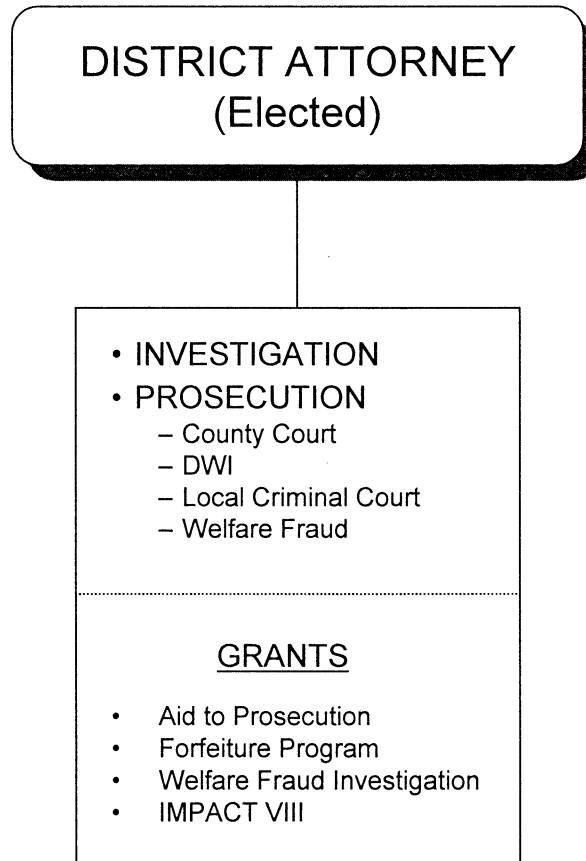 DISTRICT ATTORNEY
(Elected)
• INVESTIGATION
• PROSECUTION
– County Court
– DWI
– Local Criminal Court
– Welfare Fraud
GRANTS
• Aid to Prosecution
• Forfeiture Program
• Welfare Fraud Investigation
• IMPACT VIII